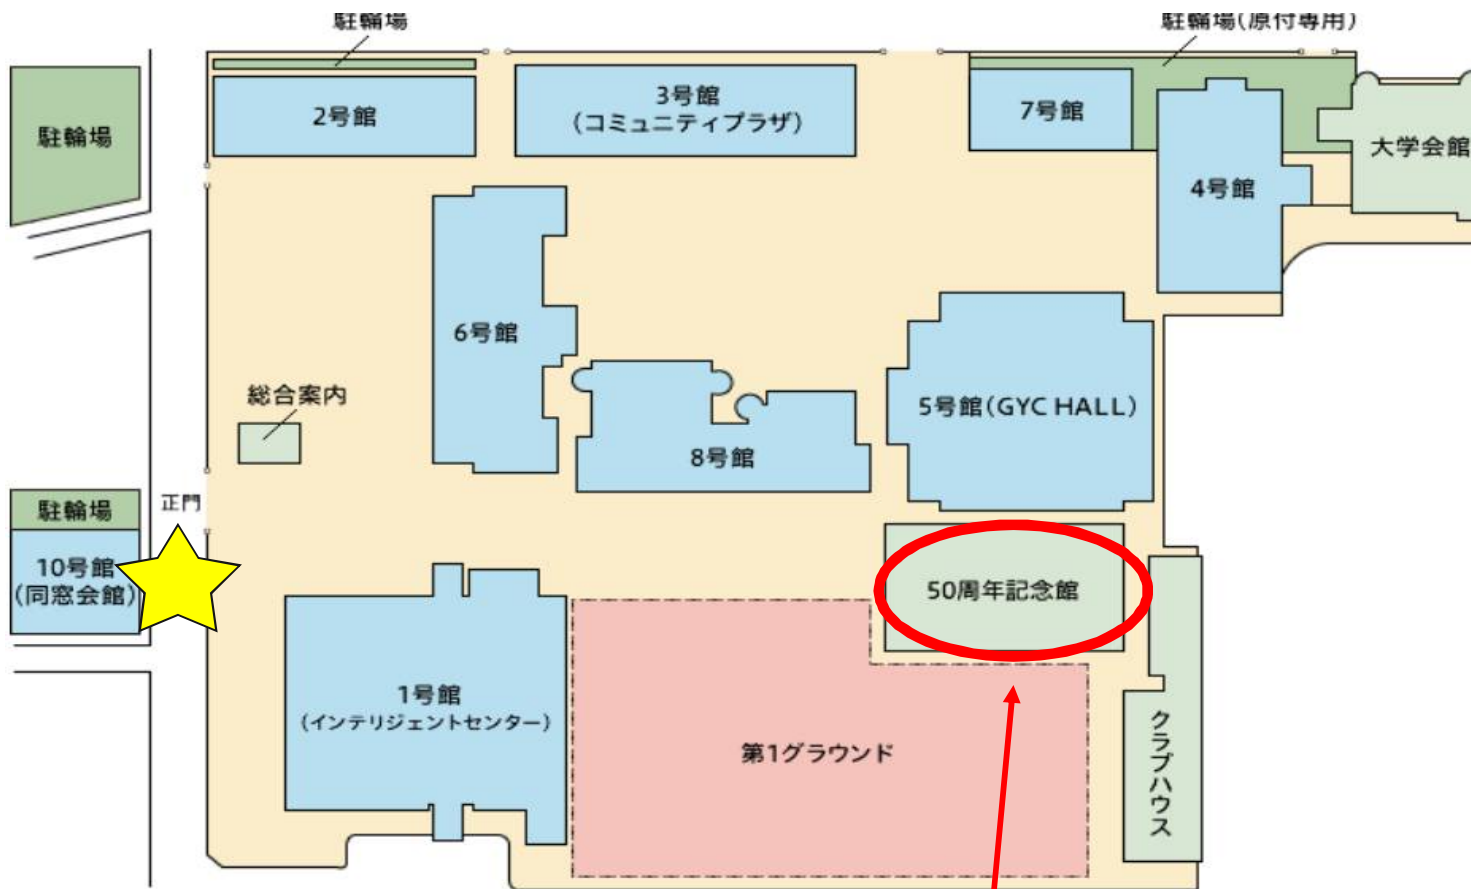 駐輪場
駐輪場(原付専用)
駐輪場
2号館
3号館
(コミュニティプラザ)
7号館
4号館
大学会館
6号館
総合案内
5号館(GYC HALL)
8号館
正門
駐輪場
10号館
(同窓会館)
50周年記念館
1号館
(インテリジェントセンター)
第1グラウンド
クラブハウス